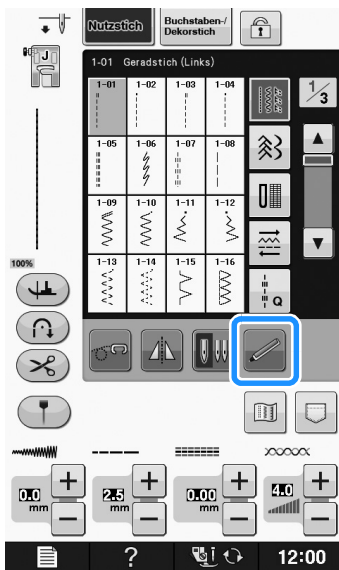 Nutzstich
Buchstaben-/
Dekorstich
J
1-01 Geradstich (Links)
1-01 1-02 1-03 1-04
1/3
1-05 1-06 1-07 1-08
1-09 1-10 1-11 1-12
100%
1-13 1-14 1-15 1-16
Q
0.0 mm + −
2.5 mm + −
0.00 mm + −
4.0 + −
? 12:00